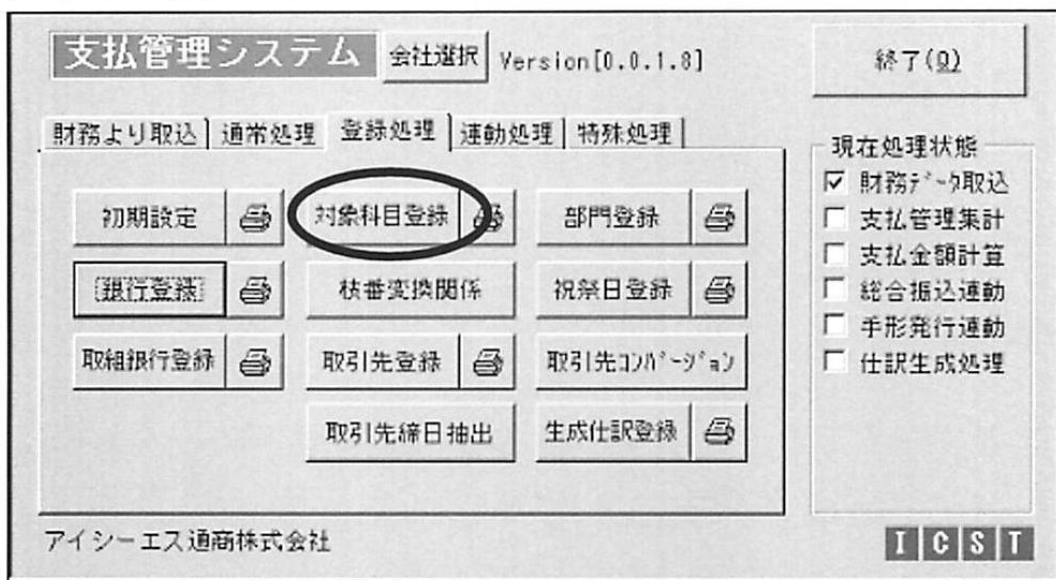 支払管理システム 会社選択 Version[0.0.1.8] 終了(Q)
財務より取込 通常処理 登録処理 連動処理 特殊処理
初期設定 対象科目登録 部門登録
銀行登録 枝番変換関係 祝祭日登録
取組銀行登録 取引先登録 取引先ｺﾝﾊﾞｰｼﾞｮﾝ
取引先締日抽出 生成仕訳登録
現在処理状態
財務ﾃﾞｰﾀ取込
支払管理集計
支払金額計算
総合振込連動
手形発行連動
仕訳生成処理
アイシーエス通商株式会社 ICST